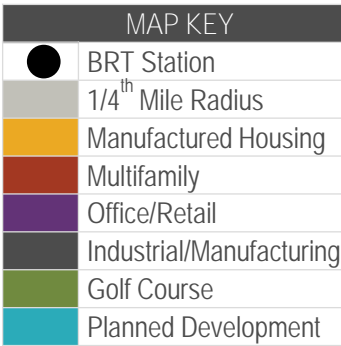 MAP KEY
BRT Station
1/4th Mile Radius
Manufactured Housing
Multifamily
Office/Retail
Industrial/Manufacturing
Golf Course
Planned Development